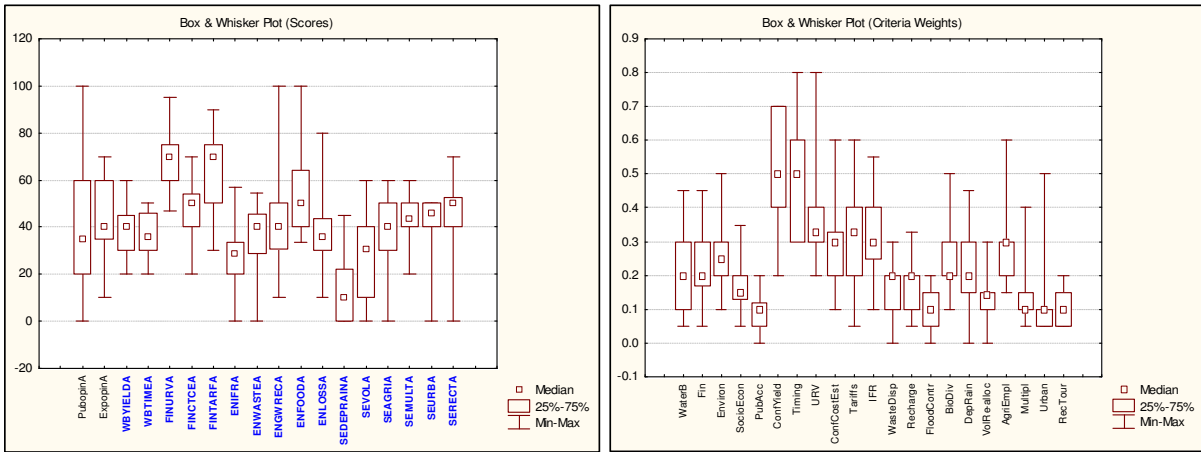 Box & Whisker Plot (Scores)
120
100
80
60
40
20
0
-20
PuboppinA
ExpopinA
WBYIELDA
WBTIMEA
FINURVA
FINCTCEA
FINTARFA
ENIFRA
ENWASTEA
ENGWRECA
ENFOODA
ENLOSSA
SEDEPRAINA
SEVOLA
SEAGRIA
SEMULTA
SEURBA
SERECTA
Median
25%-75%
Min-Max
Box & Whisker Plot (Criteria Weights)
0.9
0.8
0.7
0.6
0.5
0.4
0.3
0.2
0.1
0.0
-0.1
WaterB
Fin
Environ
SocioEcon
PubAcc
ConfYield
Timing
URV
ConfCostEst
Tariffs
IFR
WasteDisp
Recharge
FloodContr
BioDiv
DepRain
VolRe-alloc
AgriEmpl
Multipl
Urban
RecTour
Median
25%-75%
Min-Max